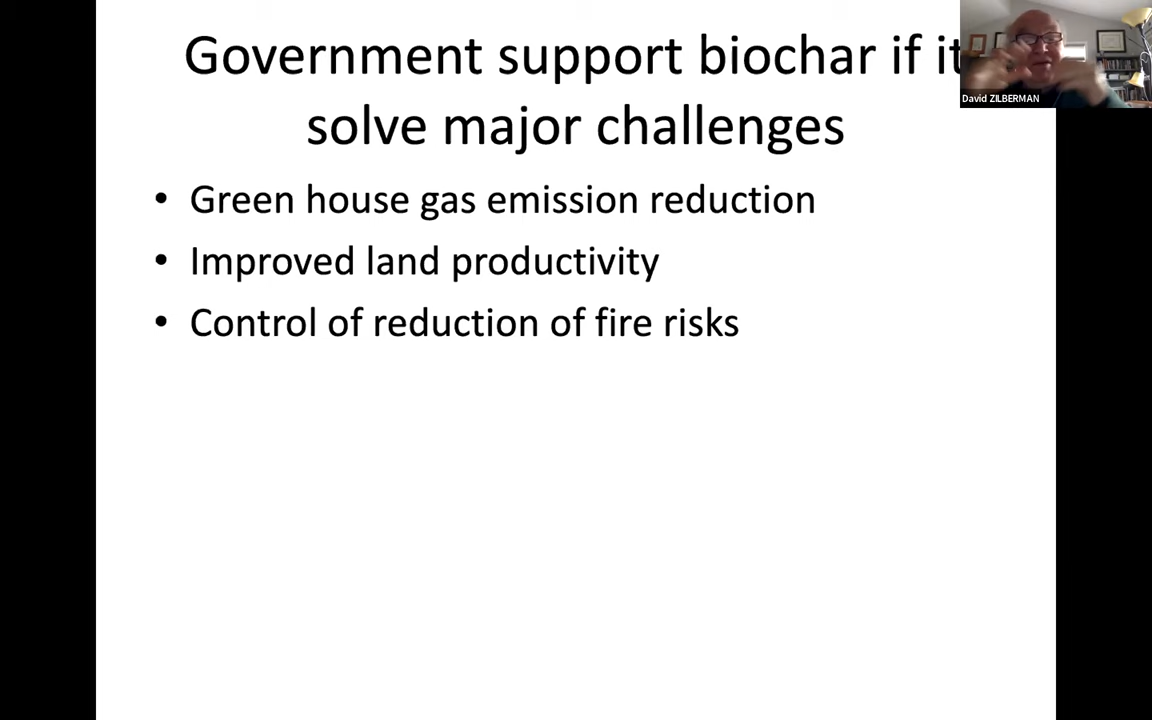 Government support biochar if it
solve major challenges
• Green house gas emission reduction
• Improved land productivity
• Control of reduction of fire risks
David ZILBERMAN